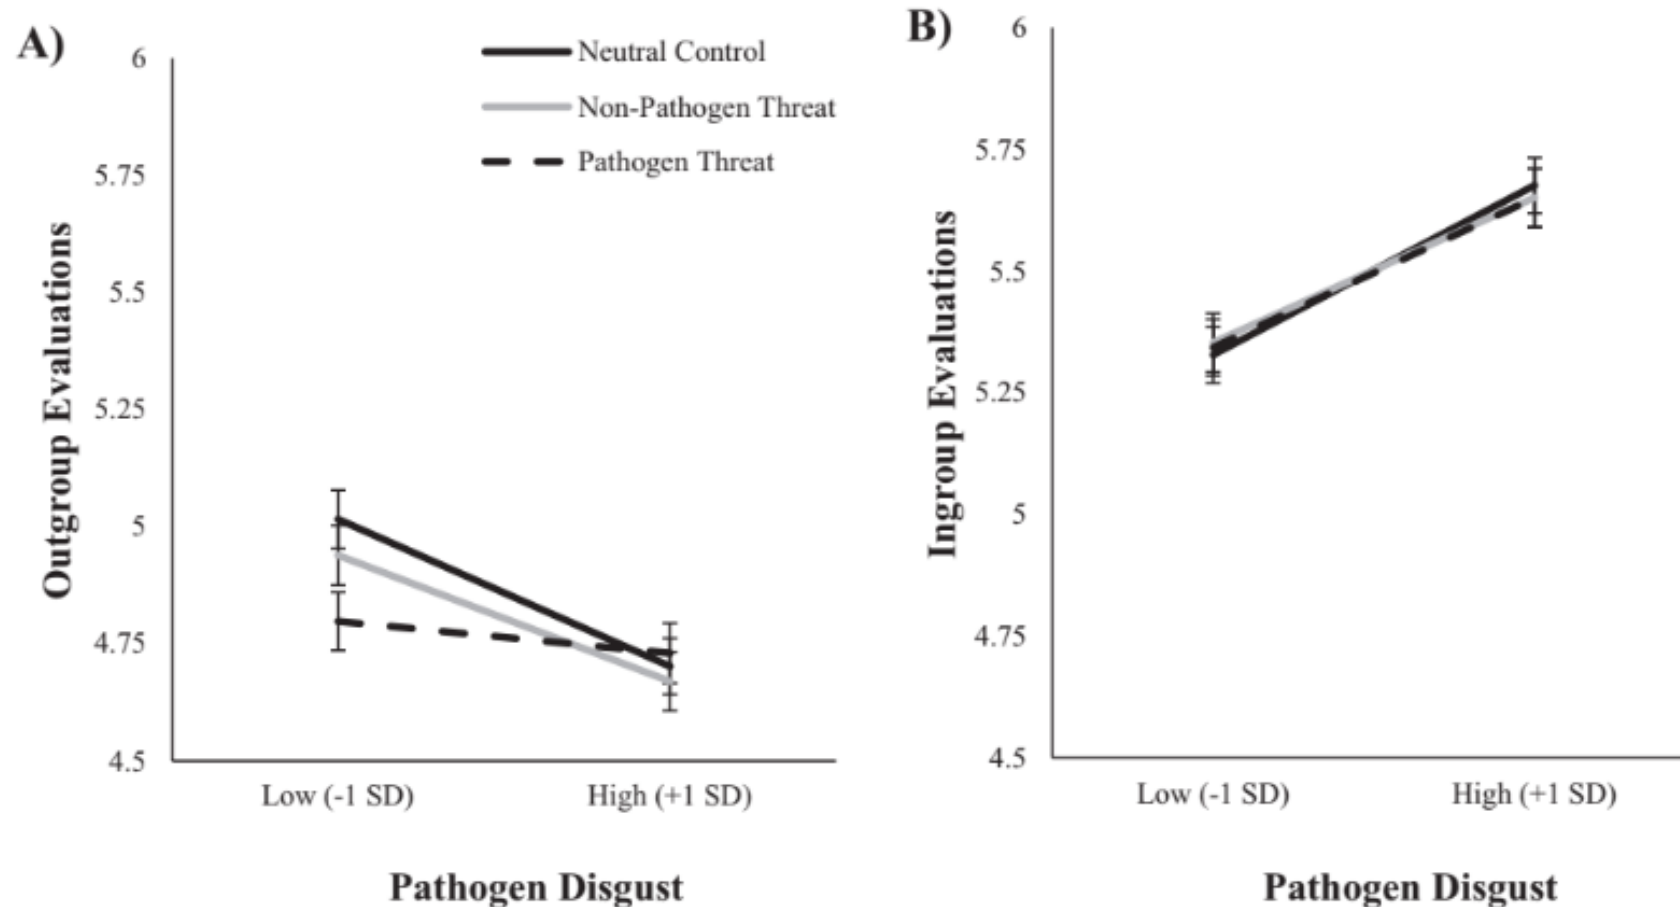 A)
Neutral Control
Non-Pathogen Threat
Pathogen Threat
Outgroup Evaluations
6
5.75
5.5
5.25
5
4.75
4.5
Low (-1 SD)
High (+1 SD)
Pathogen Disgust
B)
Ingroup Evaluations
6
5.75
5.5
5.25
5
4.75
4.5
Low (-1 SD)
High (+1 SD)
Pathogen Disgust